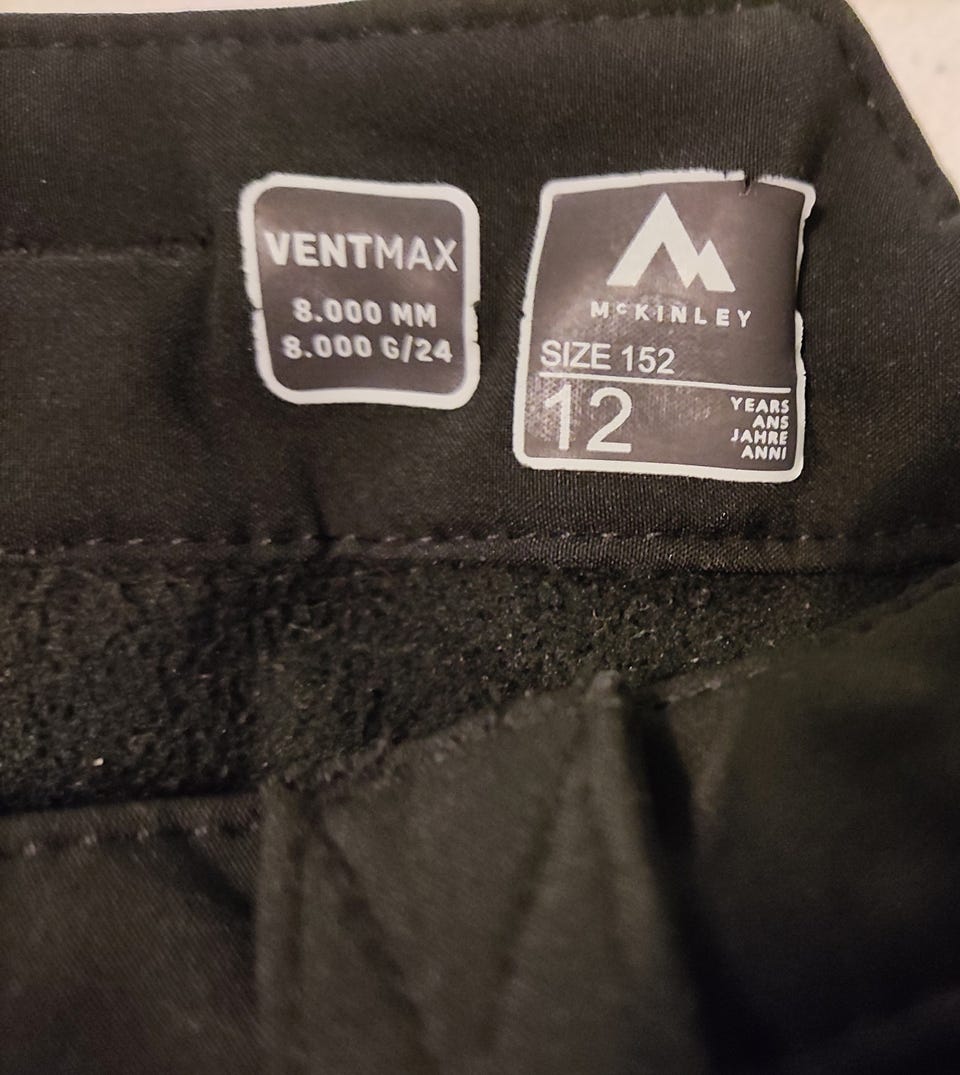 VENTMAX
8.000 MM
8.000 G/24
McKINLEY
SIZE 152
12
YEARS
ANS
JAHRE
ANNI